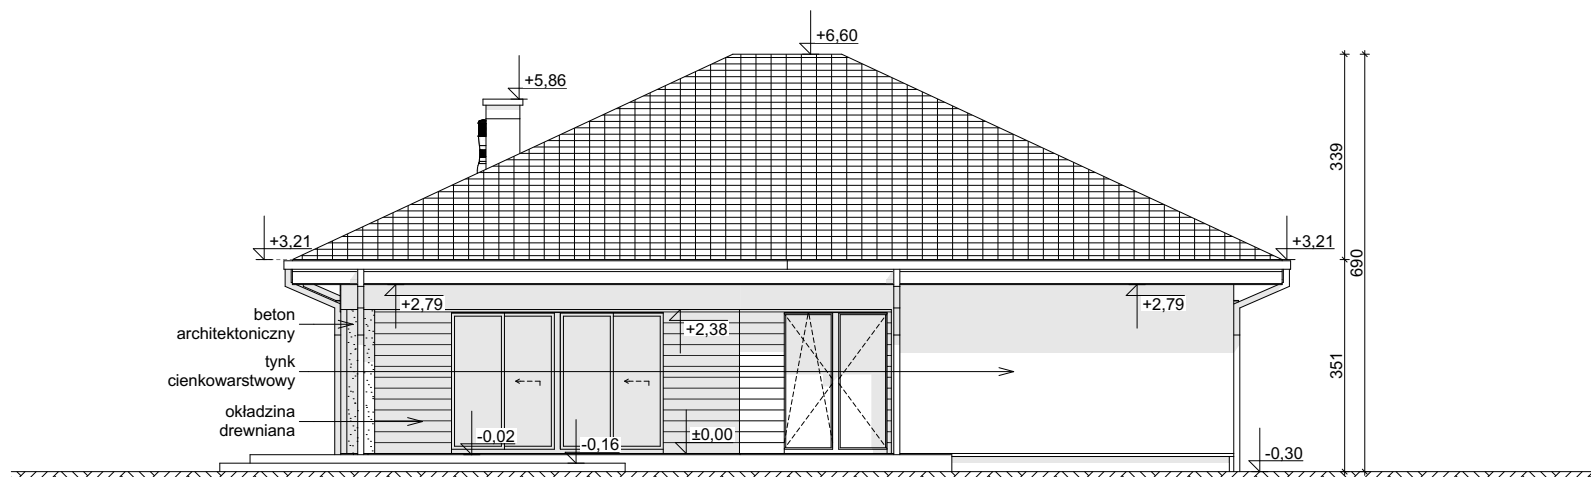 +6,60
+5,86
+3,21
+3,21
339
690
351
beton
architektoniczny
+2,79
+2,79
+2,38
tynk
cienkowarstwowy
okładzina
drewniana
-0,02
-0,16
±0,00
-0,30